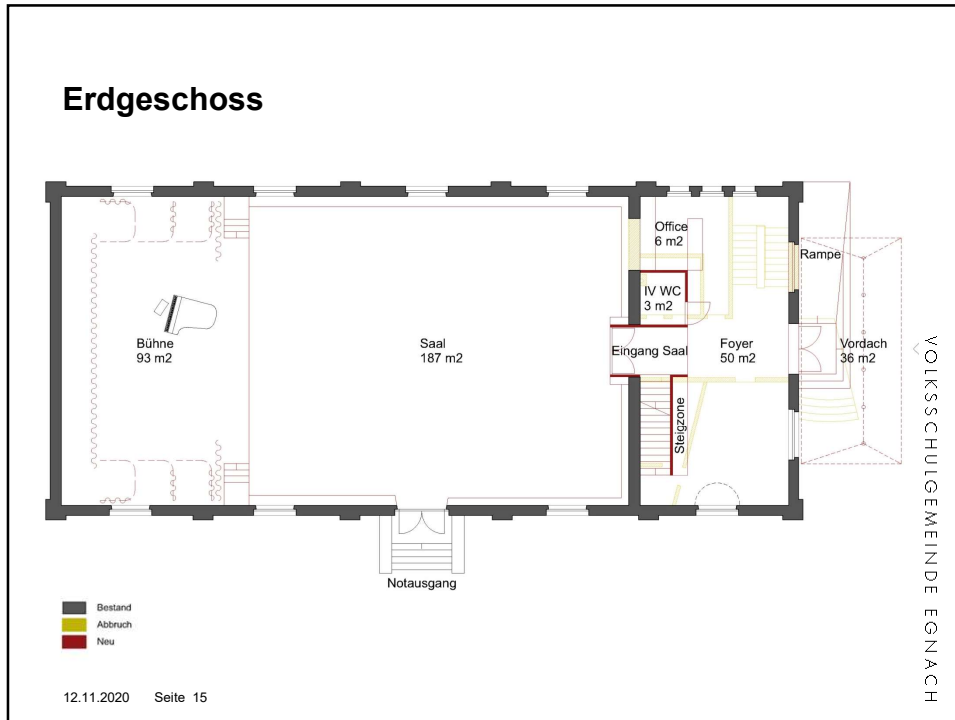 Erdgeschoss
Office
6 m2
Rampe
IV WC
3 m2
Bühne
93 m2
Saal
187 m2
Eingang Saal
Foyer
50 m2
Vordach
36 m2
Steigzone
Notausgang
Bestand
Abbruch
Neu
12.11.2020 Seite 15
VOLKSSCHULGEMEINDE EGNACH